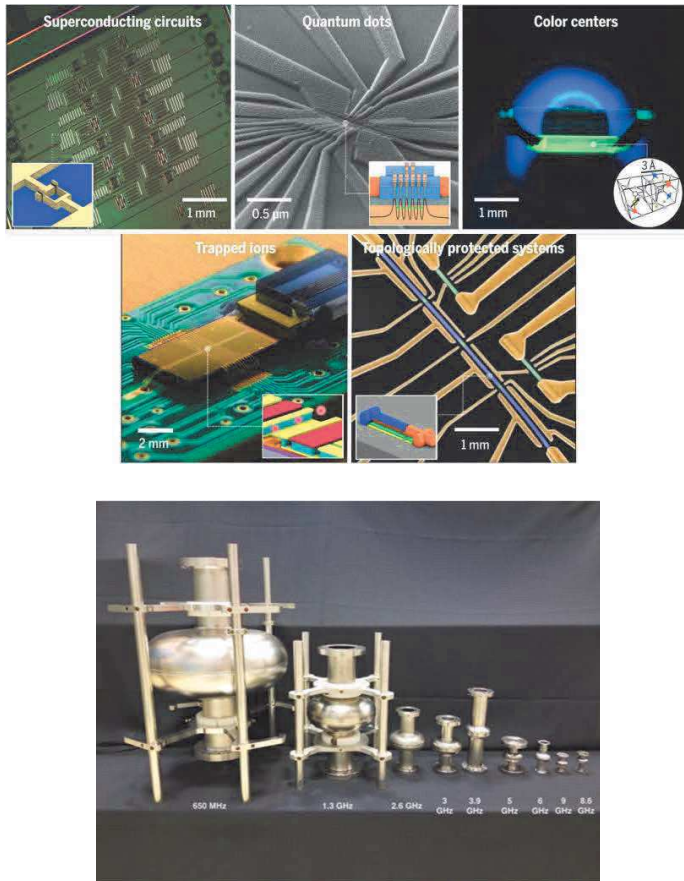 Superconducting circuits
1 mm
Quantum dots
0.5 μm
Color centers
3 Å
1 mm
Trapped ions
2 mm
Topologically protected systems
1 mm
650 MHz
1.3 GHz
2.6 GHz
3
GHz
3.9
GHz
5
GHz
6
GHz
9
GHz
8.6
GHz